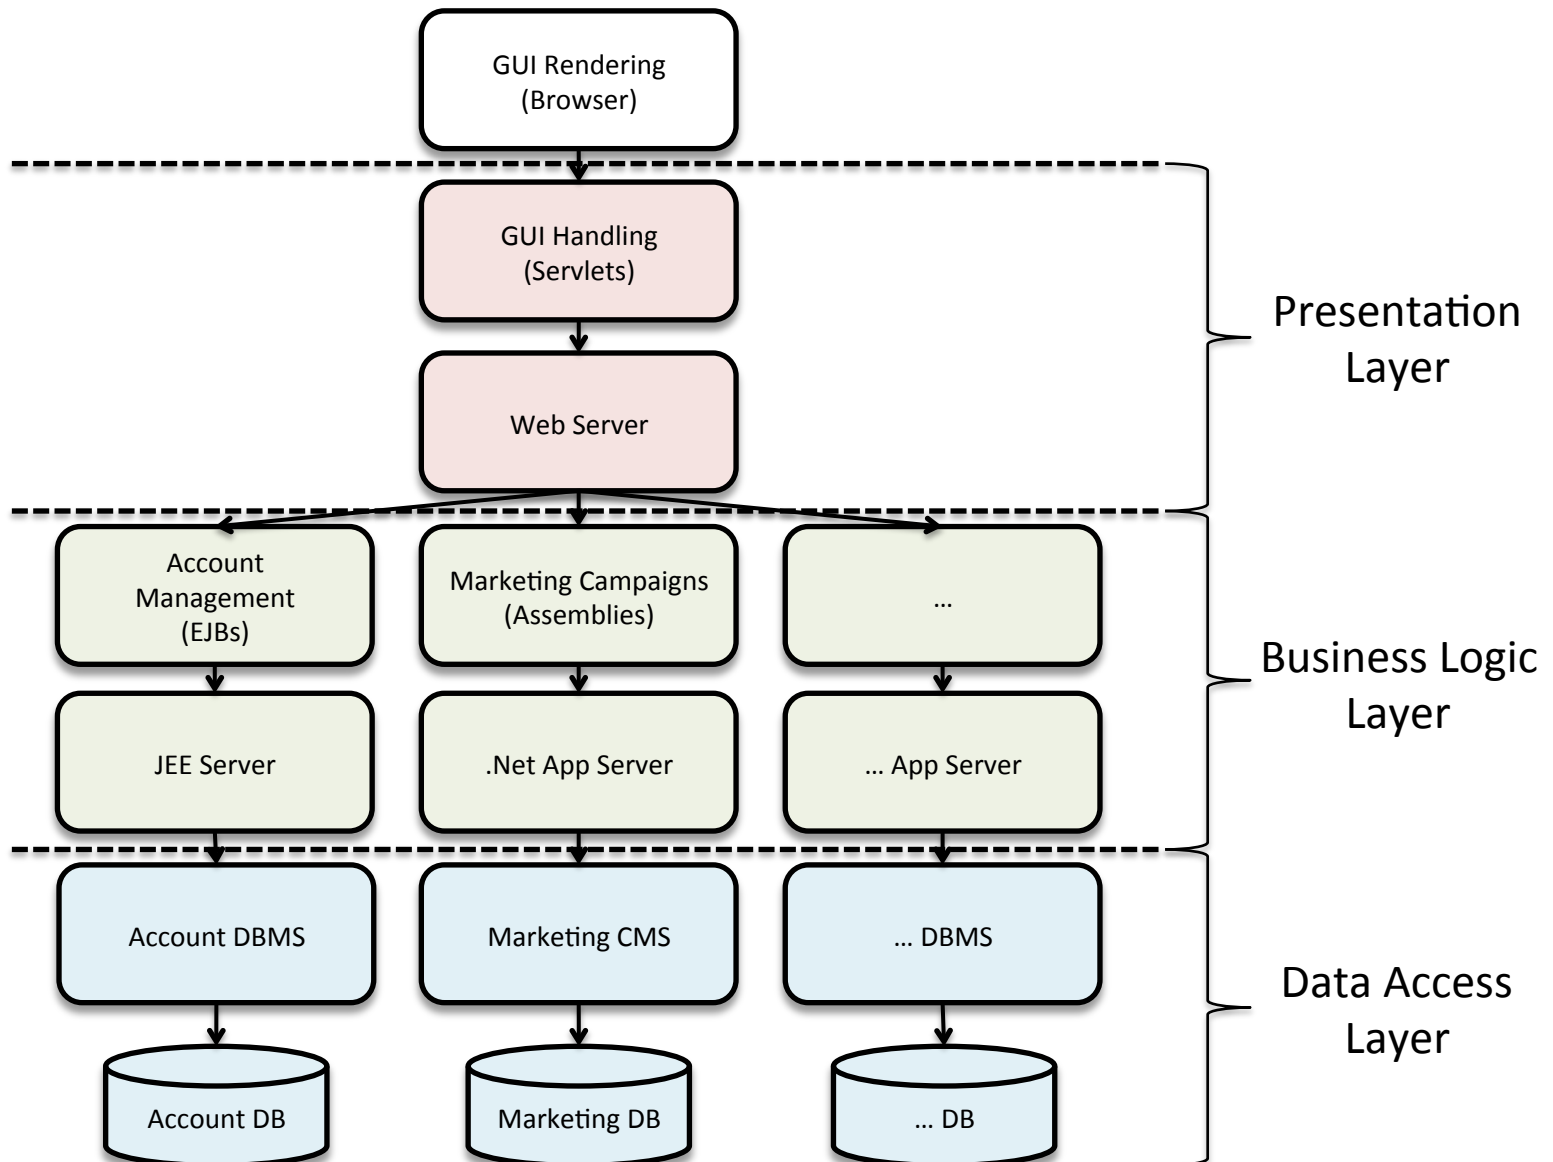 GUI Rendering
(Browser)
GUI Handling
(Servlets)
Web Server
Presentation
Layer
Account
Management
(EJBs)
Marketing Campaigns
(Assemblies)
...
JEE Server
.Net App Server
... App Server
Business Logic
Layer
Account DBMS
Marketing CMS
... DBMS
Account DB
Marketing DB
... DB
Data Access
Layer